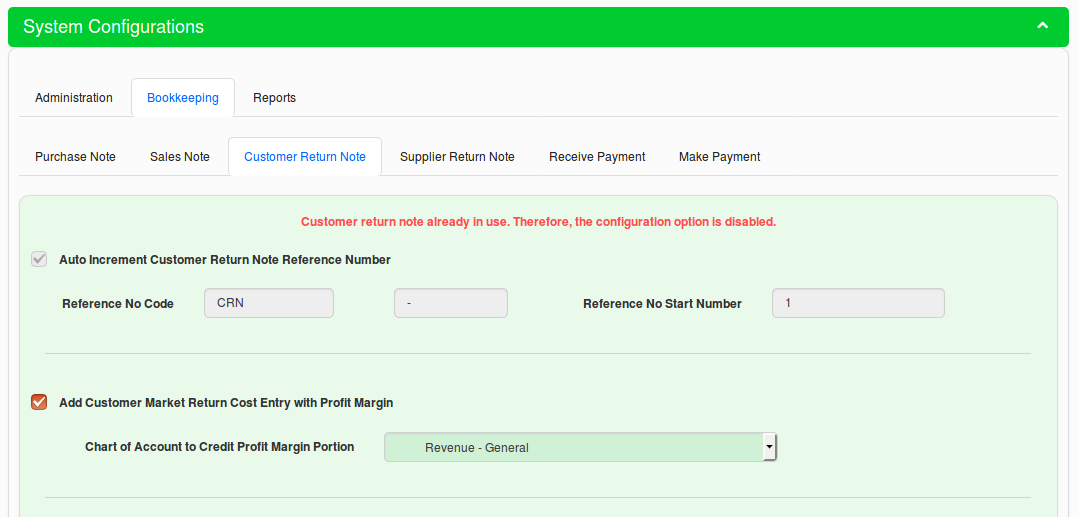 System Configurations
Administration Bookkeeping Reports
Purchase Note Sales Note Customer Return Note Supplier Return Note Receive Payment Make Payment
Customer return note already in use. Therefore, the configuration option is disabled.
Auto Increment Customer Return Note Reference Number
Reference No Code CRN - Reference No Start Number 1
Add Customer Market Return Cost Entry with Profit Margin
Chart of Account to Credit Profit Margin Portion Revenue - General